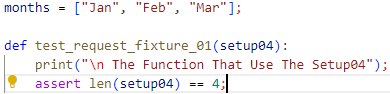 months = ["Jan", "Feb", "Mar"];
def test_request_fixture_01(setup04):
print("\n The Function That Use The Setup04");
assert len(setup04) == 4;